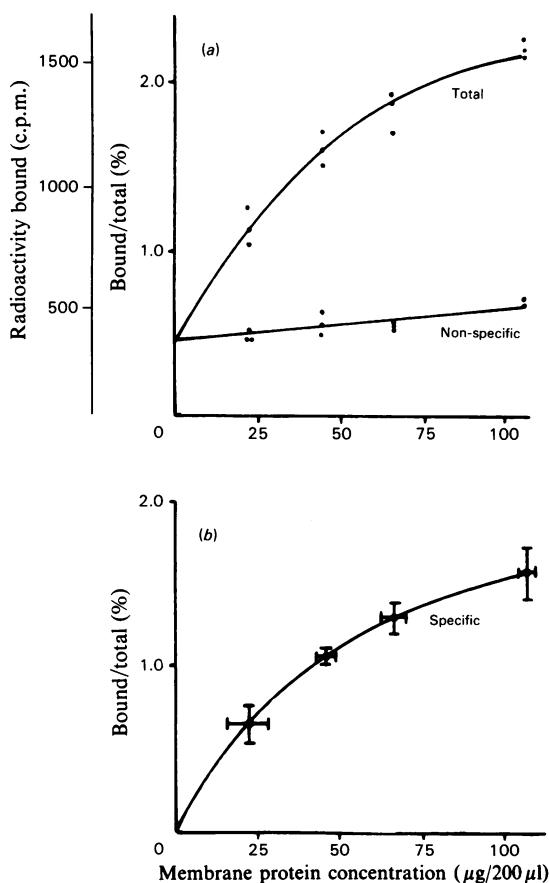 Radioactivity bound (c.p.m.)
1500
1000
500
Bound/total (%)
2.0
1.0
(a)
Total
Non-specific
0
25
50
75
100
2.0
(b)
Bound/total (%)
1.0
Specific
0
25
50
75
100
Membrane protein concentration (μg/200 μl)